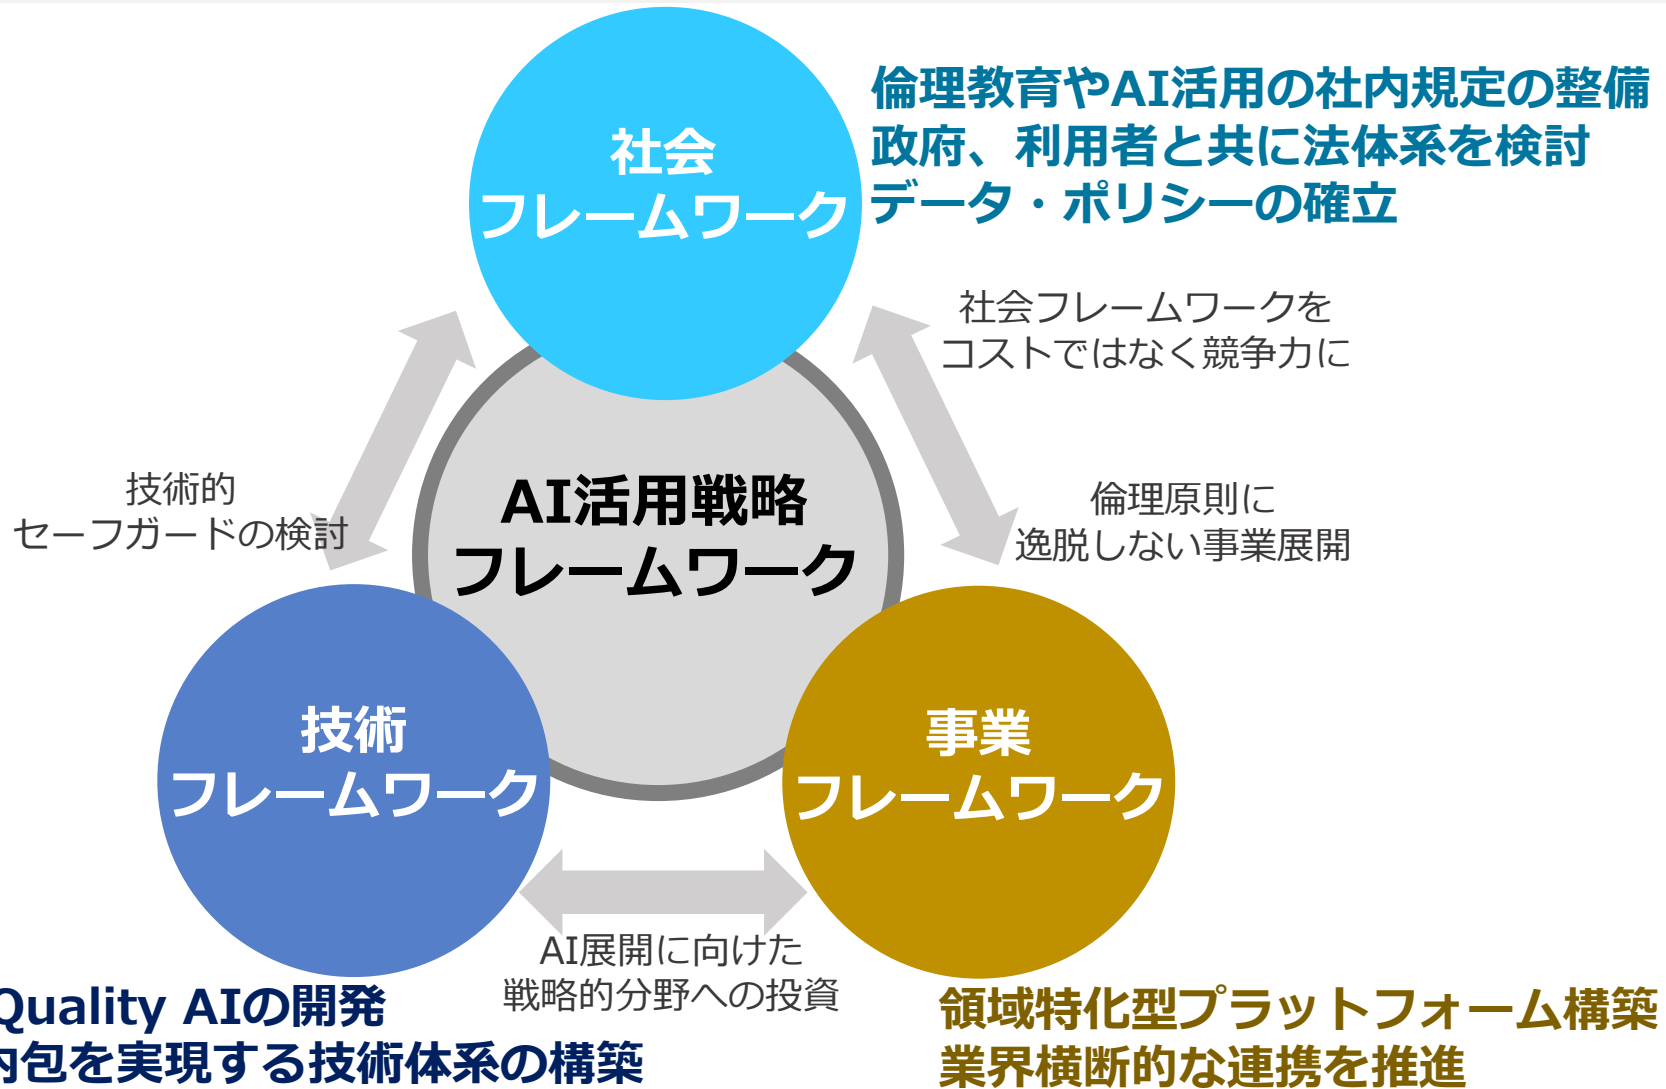 社会
フレームワーク
倫理教育やAI活用の社内規定の整備
政府、利用者と共に法体系を検討
データ・ポリシーの確立
社会フレームワークを
コストではなく競争力に
技術的
セーフガードの検討
倫理原則に
逸脱しない事業展開
AI活用戦略
フレームワーク
技術
フレームワーク
事業
フレームワーク
AI展開に向けた
戦略的分野への投資
Quality AIの開発
内包を実現する技術体系の構築
領域特化型プラットフォーム構築
業界横断的な連携を推進